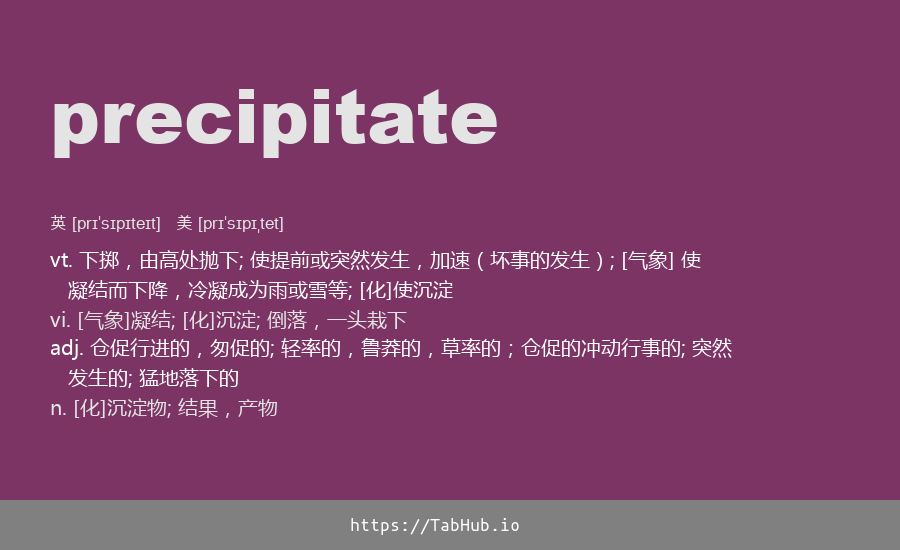 precipitate
英 [prɪˈsɪpɪteɪt] 美 [prɪˈsɪpɪˌtet]
vt. 下掷，由高处抛下; 使提前或突然发生，加速（坏事的发生）; [气象] 使
凝结而下降，冷凝成为雨或雪等; [化]使沉淀
vi. [气象]凝结; [化]沉淀; 倒落，一头栽下
adj. 仓促行进的，匆促的; 轻率的，鲁莽的，草率的；仓促的冲动行事的; 突然
发生的; 猛地落下的
n. [化]沉淀物; 结果，产物
https://TabHub.io